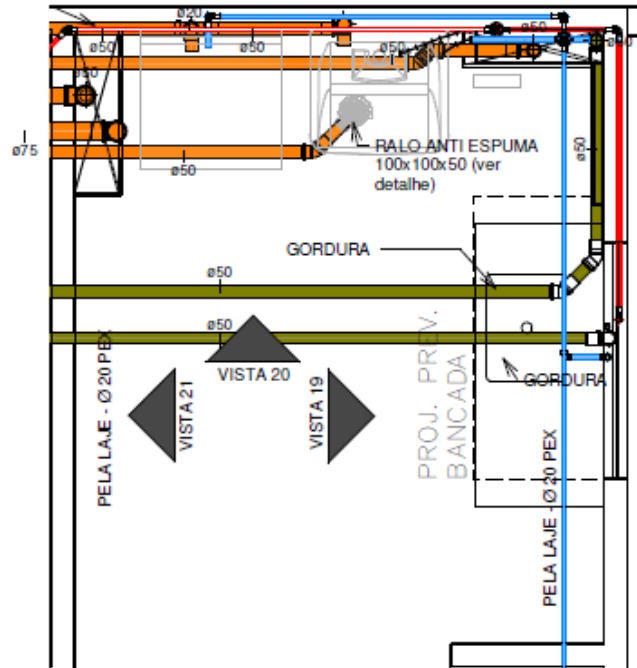 ø20
ø50
ø50
ø50
ø50
ø50
ø75
ø50
ø50
RALO ANTI ESPUMA
100x100x50 (ver
detalhe)
GORDURA
ø50
ø50
VISTA 20
VISTA 21
VISTA 19
GORDURA
PROJ. PREV.
BANCADA
PELA LAJE - Ø 20 PEX
PELA LAJE - Ø 20 PEX